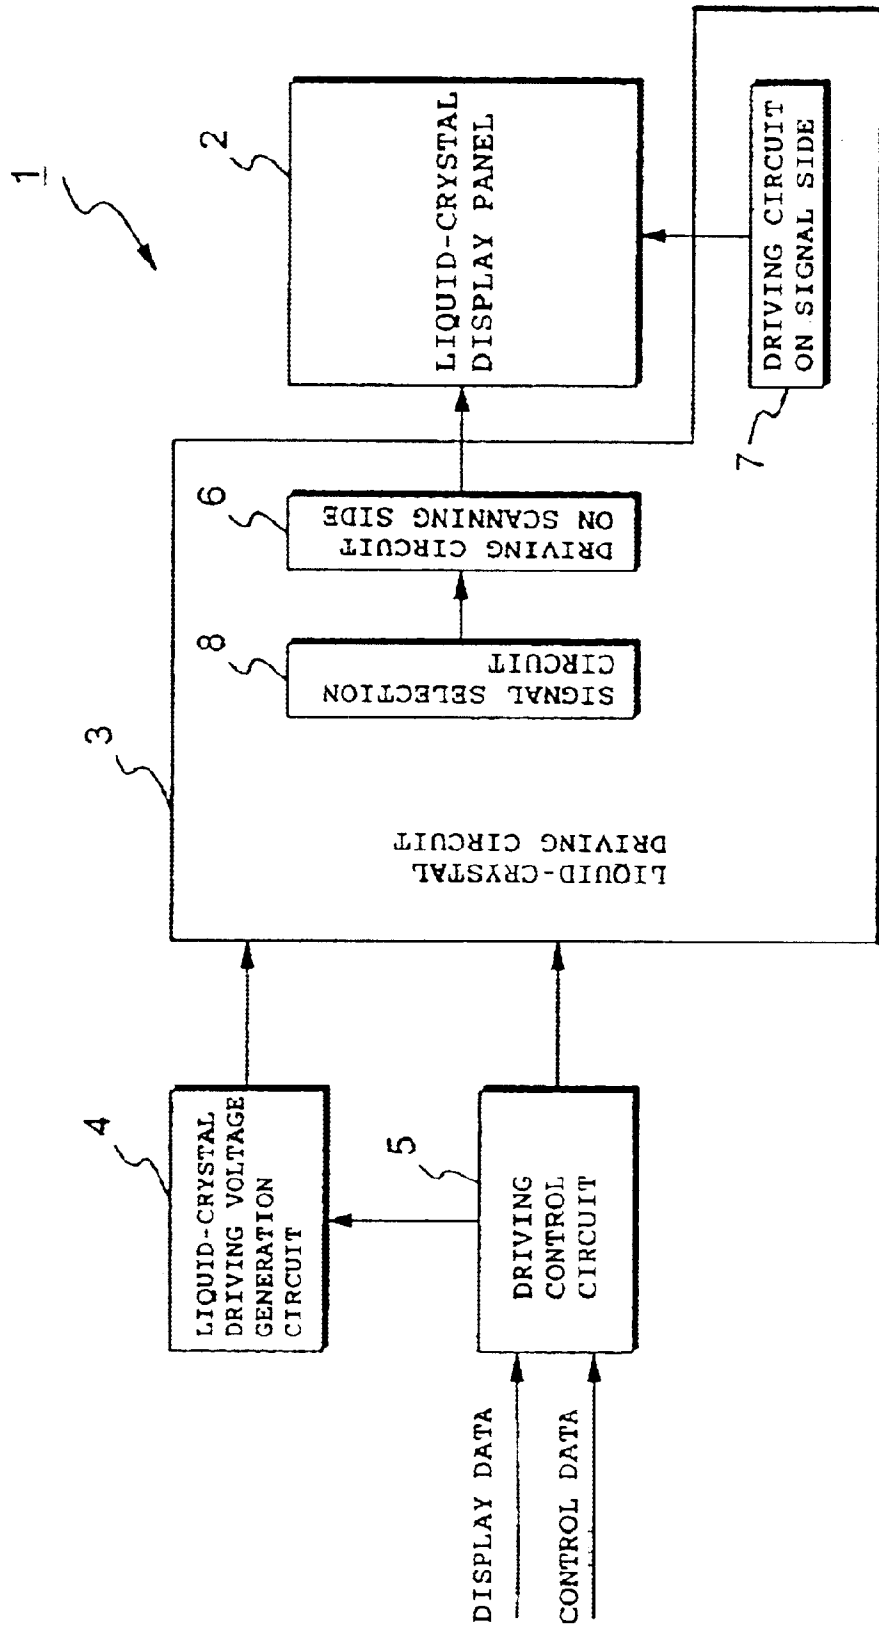 1
2
LIQUID-CRYSTAL
DISPLAY PANEL
3
6
DRIVING CIRCUIT
ON SCANNING SIDE
8
SIGNAL SELECTION
CIRCUIT
LIQUID-CRYSTAL
DRIVING CIRCUIT
7
DRIVING CIRCUIT
ON SIGNAL SIDE
4
LIQUID-CRYSTAL
DRIVING VOLTAGE
GENERATION
CIRCUIT
5
DRIVING
CONTROL
CIRCUIT
DISPLAY DATA
CONTROL DATA